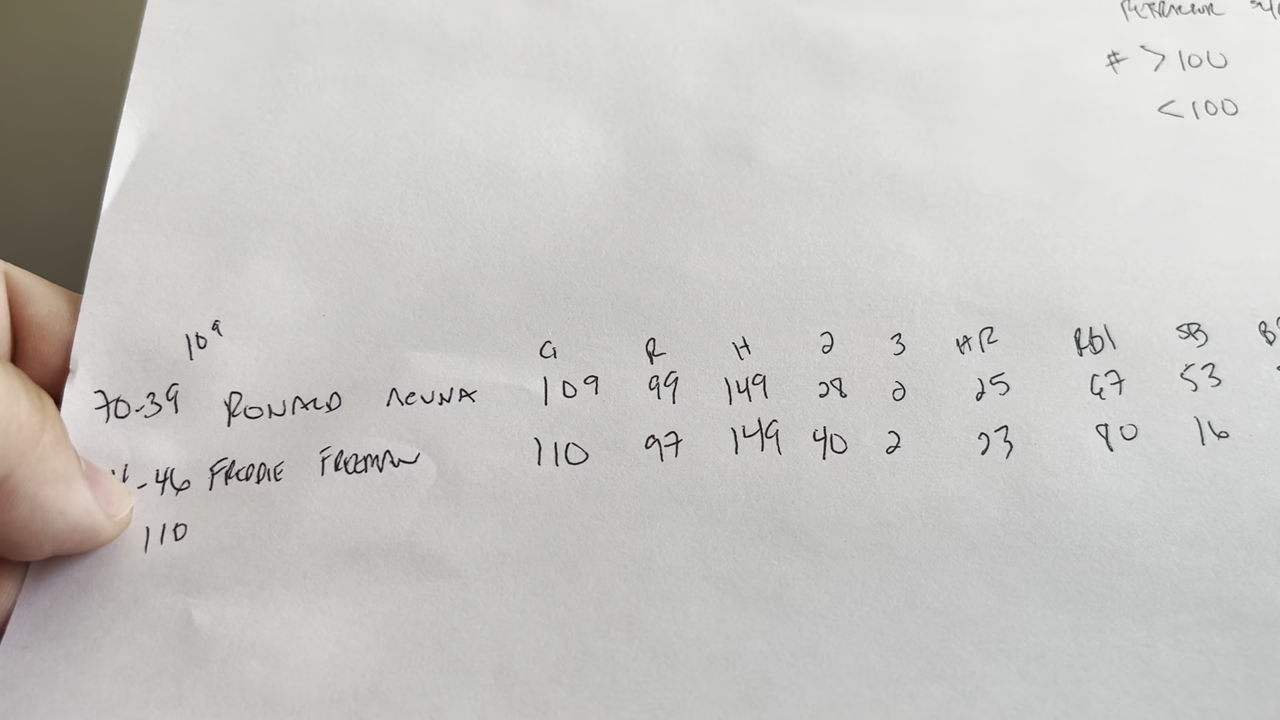 # >100
<100
109
G R H 2 3 HR RBI SB
70-39 RONALD ACUNA 109 99 149 28 2 25 67 53
-46 FREDDIE FREEMAN 110 97 149 40 2 23 80 16
110